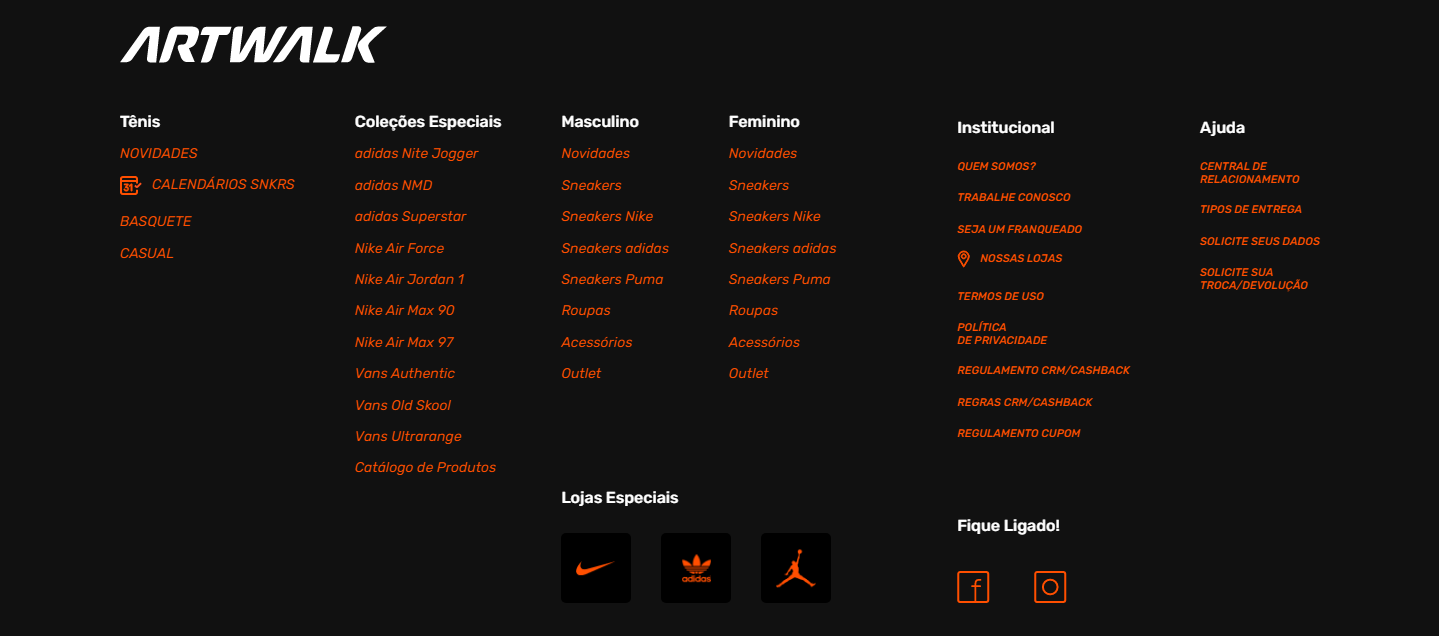 ARTWALK
Tênis
NOVIDADES
31 CALENDÁRIOS SNKRS
BASQUETE
CASUAL
Coleções Especiais
adidas Nite Jogger
adidas NMD
adidas Superstar
Nike Air Force
Nike Air Jordan 1
Nike Air Max 90
Nike Air Max 97
Vans Authentic
Vans Old Skool
Vans Ultrarange
Catálogo de Produtos
Masculino
Novidades
Sneakers
Sneakers Nike
Sneakers adidas
Sneakers Puma
Roupas
Acessórios
Outlet
Feminino
Novidades
Sneakers
Sneakers Nike
Sneakers adidas
Sneakers Puma
Roupas
Acessórios
Outlet
Lojas Especiais
adidas
Institucional
QUEM SOMOS?
TRABALHE CONOSCO
SEJA UM FRANQUEADO
NOSSAS LOJAS
TERMOS DE USO
POLÍTICA
DE PRIVACIDADE
REGULAMENTO CRM/CASHBACK
REGRAS CRM/CASHBACK
REGULAMENTO CUPOM
Ajuda
CENTRAL DE
RELACIONAMENTO
TIPOS DE ENTREGA
SOLICITE SEUS DADOS
SOLICITE SUA
TROCA/DEVOLUÇÃO
Fique Ligado!